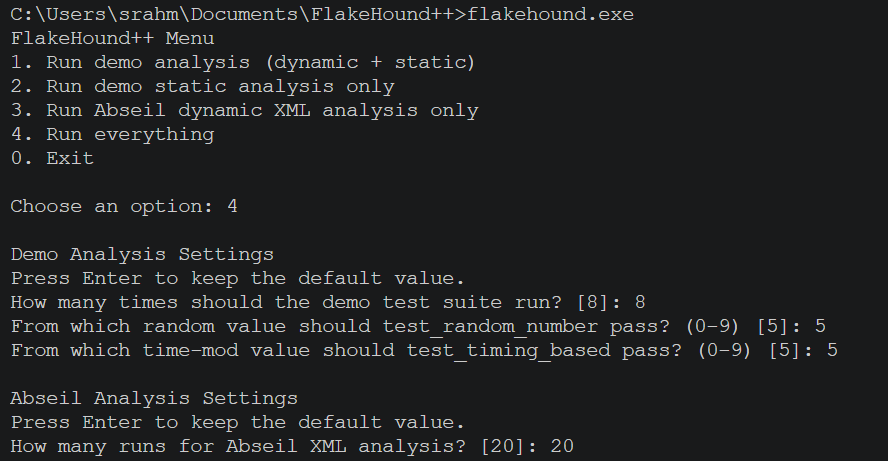 C:\Users\srahm\Documents\FlakeHound++>flakehound.exe
FlakeHound++ Menu
1. Run demo analysis (dynamic + static)
2. Run demo static analysis only
3. Run Abseil dynamic XML analysis only
4. Run everything
0. Exit
Choose an option: 4
Demo Analysis Settings
Press Enter to keep the default value.
How many times should the demo test suite run? [8]: 8
From which random value should test_random_number pass? (0-9) [5]: 5
From which time-mod value should test_timing_based pass? (0-9) [5]: 5
Abseil Analysis Settings
Press Enter to keep the default value.
How many runs for Abseil XML analysis? [20]: 20